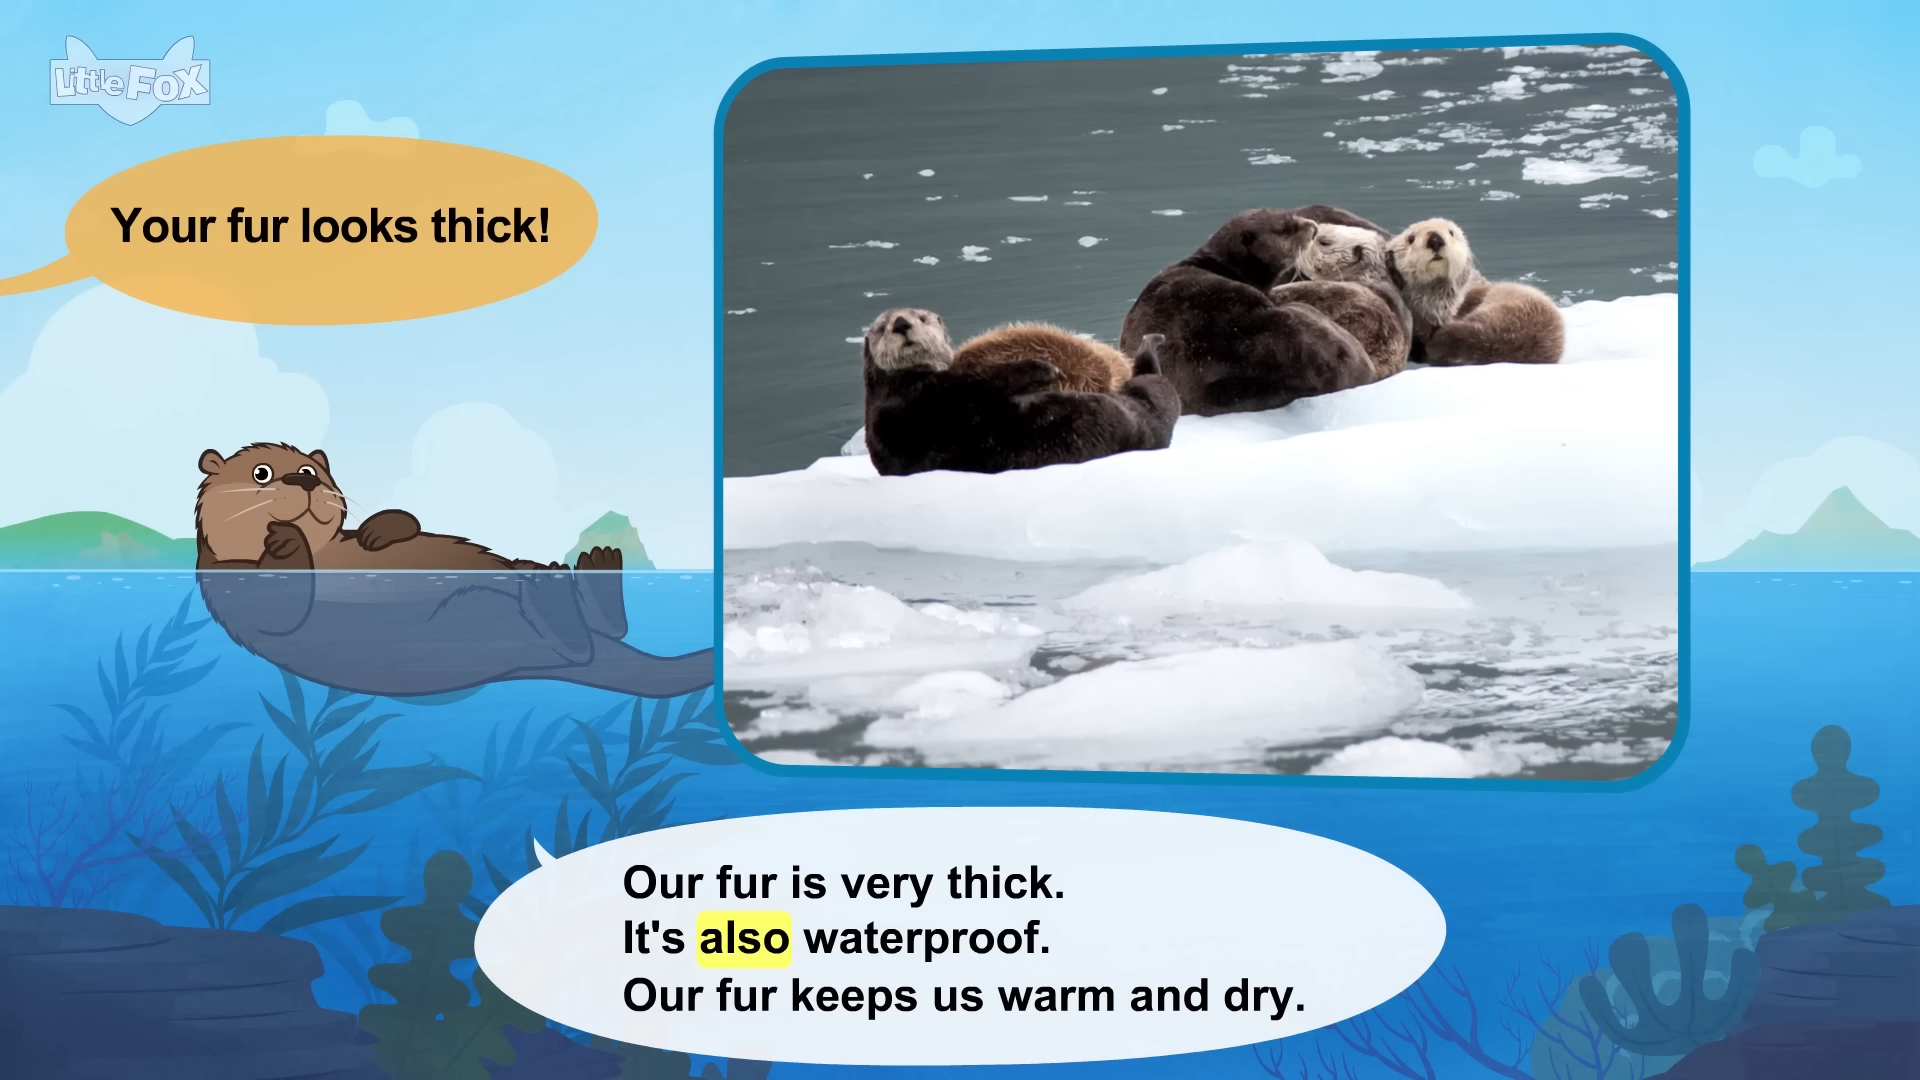 Little Fox
Your fur looks thick!
Our fur is very thick.
It's also waterproof.
Our fur keeps us warm and dry.